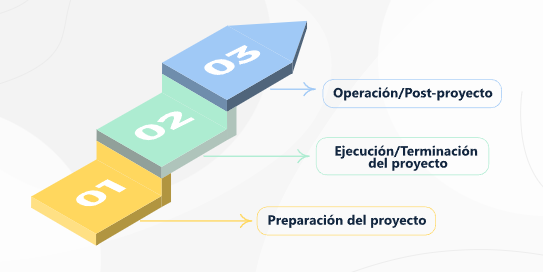 03
Operación/Post-proyecto
02
Ejecución/Terminación
del proyecto
01
Preparación del proyecto